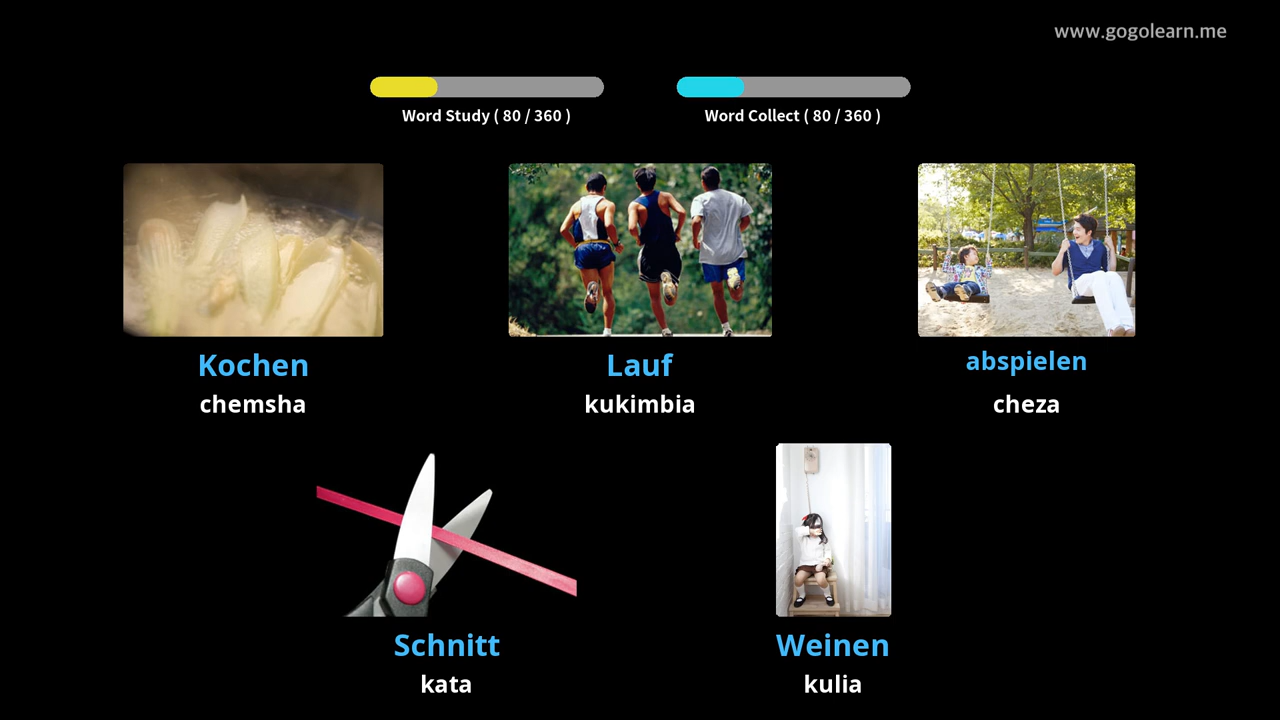 www.gogolearn.me
Word Study ( 80 / 360 )
Word Collect ( 80 / 360 )
Kochen
chemsha
Lauf
kukimbia
abspielen
cheza
Schnitt
kata
Weinen
kulia